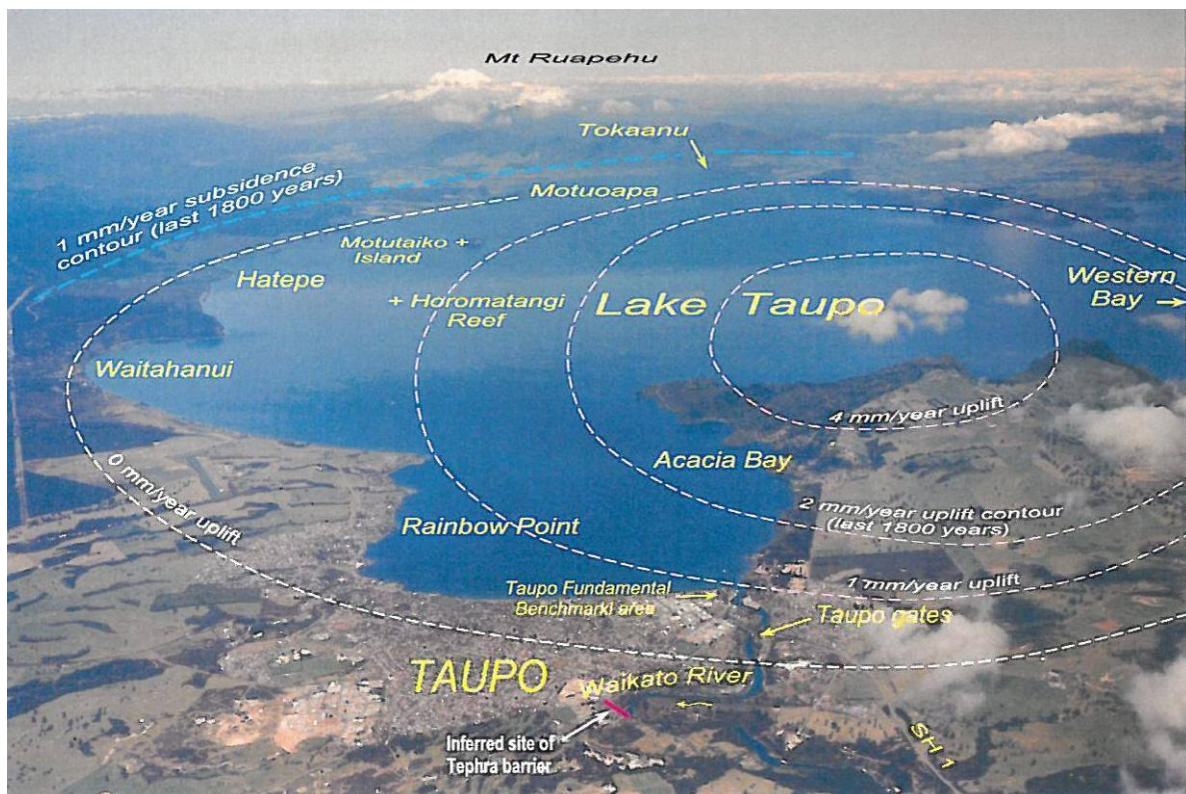 Mt Ruapehu
Tokaanu
1 mm/year subsidence
contour (last 1800 years)
Motuoapa
Motutaiko +
Island
Hatepe
+ Horomatangi
Reef
Lake Taupo
Western
Bay
Waitahanui
4 mm/year uplift
Acacia Bay
0 mm/year uplift
2 mm/year uplift contour
(last 1800 years)
Rainbow Point
1 mm/year uplift
Taupo Fundamental
Benchmarki area
Taupo gates
TAUPO
Waikato River
Inferred site of
Tephra barrier
SH 1